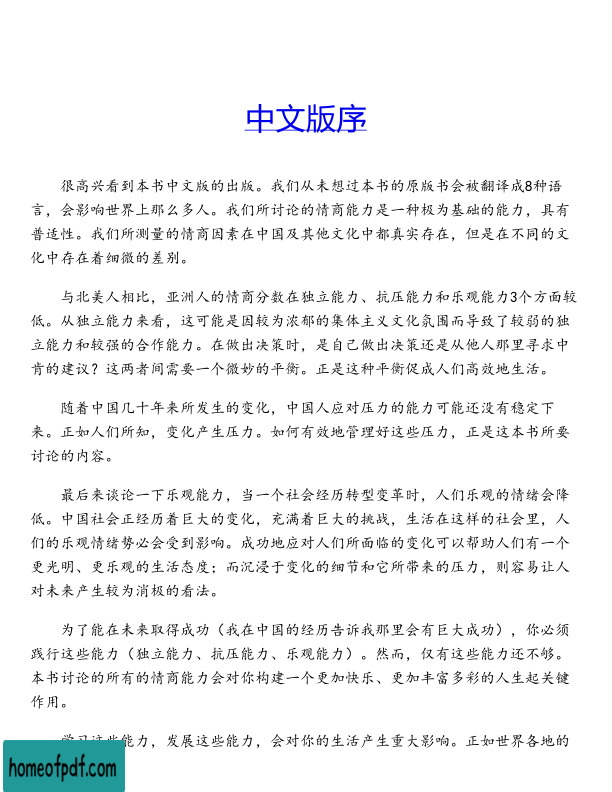 中文版序
很高兴看到本书中文版的出版。我们从未想过本书的原版书会被翻译成8种语
言，会影响世界上那么多人。我们所讨论的情商能力是一种极为基础的能力，具有
普适性。我们所测量的情商因素在中国及其他文化中都真实存在，但是在不同的文
化中存在着细微的差别。
与北美人相比，亚洲人的情商分数在独立能力、抗压能力和乐观能力3个方面较
低。从独立能力来看，这可能是因较为浓郁的集体主义文化氛围而导致了较弱的独
立能力和较强的合作能力。在做出决策时，是自己做出决策还是从他人那里寻求中
肯的建议？这两者间需要一个微妙的平衡。正是这种平衡促成人们高效地生活。
随着中国几十年来所发生的变化，中国人应对压力的能力可能还没有稳定下
来。正如人们所知，变化产生压力。如何有效地管理好这些压力，正是这本书所要
讨论的内容。
最后来谈论一下乐观能力，当一个社会经历转型变革时，人们乐观的情绪会降
低。中国社会正经历着巨大的变化，充满着巨大的挑战，生活在这样的社会里，人
们的乐观情绪势必会受到影响。成功地应对人们所面临的变化可以帮助人们有一个
更光明、更乐观的生活态度；而沉浸于变化的细节和它所带来的压力，则容易让人
对未来产生较为消极的看法。
为了能在未来取得成功（我在中国的经历告诉我那里会有巨大成功），你必须
践行这些能力（独立能力、抗压能力、乐观能力）。然而，仅有这些能力还不够。
本书讨论的所有的情商能力会对你构建一个更加快乐、更加丰富多彩的人生起关键
作用。
学习这些能力，发展这些能力，会对你的生活产生重大影响。正如世界各地的
homeofpdf.com